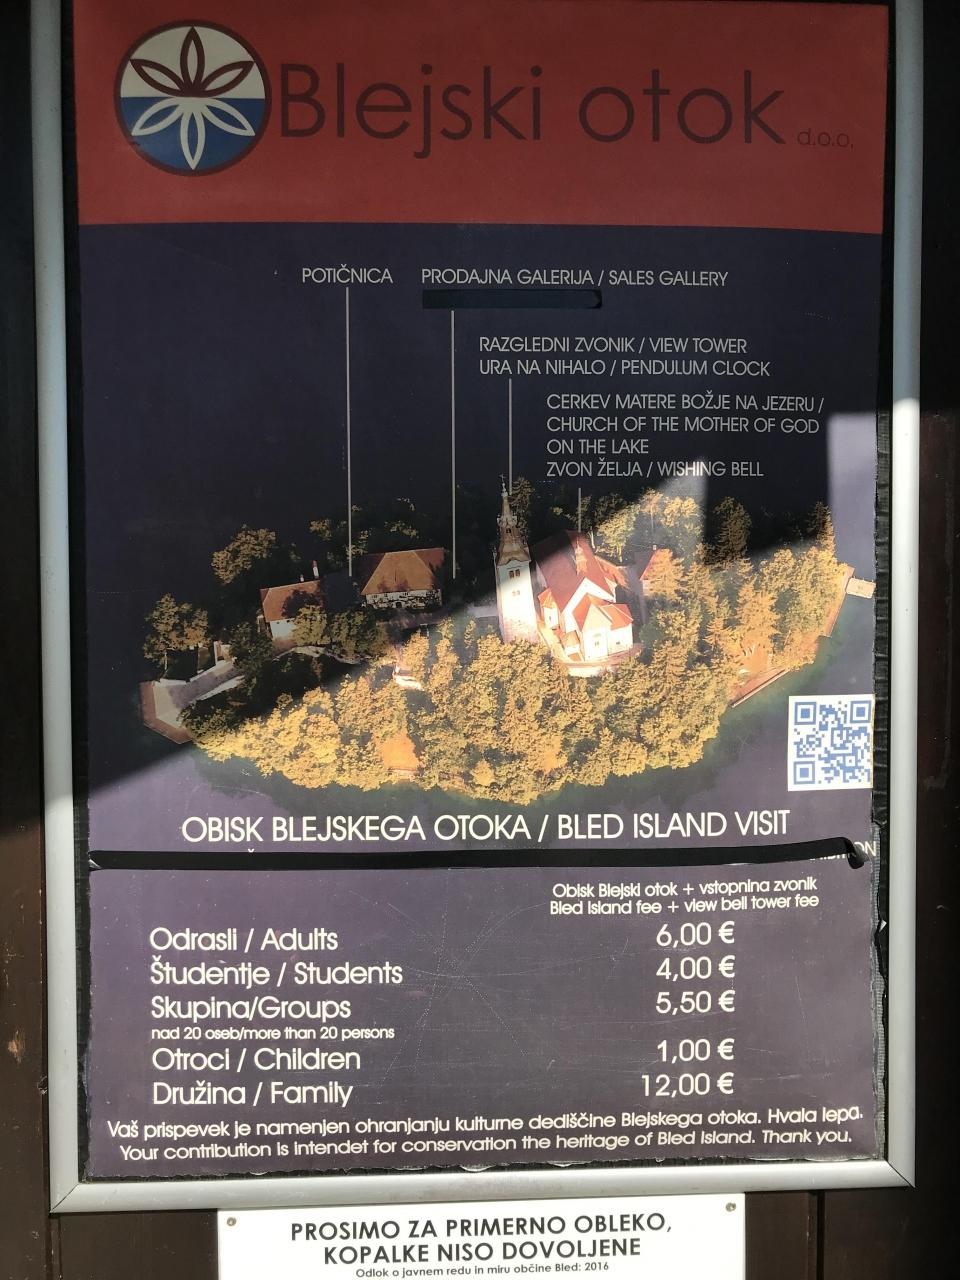 Blejski otok d.o.o.
POTIČNICA
PRODAJNA GALERIJA / SALES GALLERY
RAZGLEDNI ZVONIK / VIEW TOWER
URA NA NIHALO / PENDULUM CLOCK
CERKEV MATERE BOŽJE NA JEZERU /
CHURCH OF THE MOTHER OF GOD
ON THE LAKE
ZVON ŽELJA / WISHING BELL
OBISK BLEJSKEGA OTOKA / BLED ISLAND VISIT
Obisk Blejski otok + vstopnina zvonik
Bled Island fee + view bell tower fee
Odrasli / Adults 6,00 €
Študentje / Students 4,00 €
Skupina/Groups 5,50 €
nad 20 oseb/more than 20 persons
Otroci / Children 1,00 €
Družina / Family 12,00 €
Vaš prispevek je namenjen ohranjanju kulturne dediščine Blejskega otoka. Hvala lepa.
Your contribution is intendet for conservation the heritage of Bled Island. Thank you.
PROSIMO ZA PRIMERNO OBLEKO,
KOPALKE NISO DOVOLJENE
Odlok o javnem redu in miru občine Bled: 2016